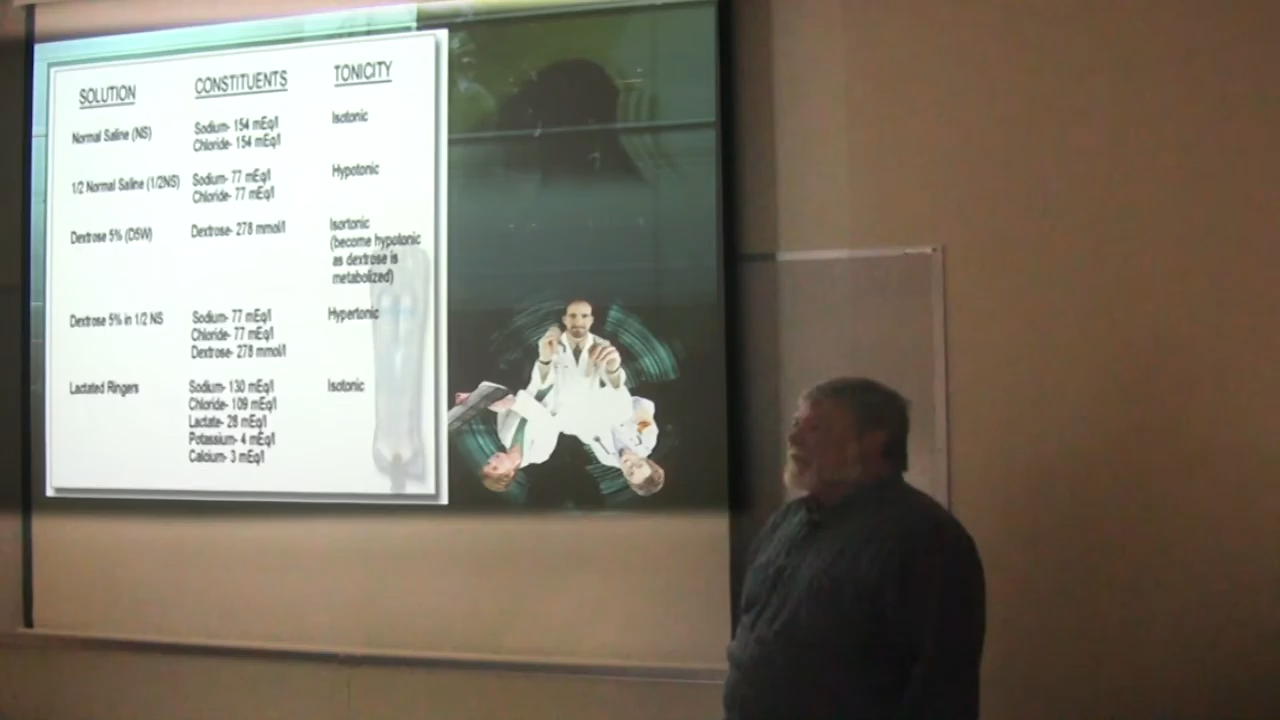 SOLUTION CONSTITUENTS TONICITY
Normal Saline (NS) Sodium- 154 mEq/l Isotonic
Chloride- 154 mEq/l
1/2 Normal Saline (1/2NS) Sodium- 77 mEq/l Hypotonic
Chloride- 77 mEq/l
Dextrose 5% (D5W) Dextrose- 278 mmol/l Isortonic
(become hypotonic
as dextrose is
metabolized)
Dextrose 5% in 1/2 NS Sodium- 77 mEq/l Hypertonic
Chloride- 77 mEq/l
Dextrose- 278 mmol/l
Lactated Ringers Sodium- 130 mEq/l Isotonic
Chloride- 109 mEq/l
Lactate- 28 mEq/l
Potassium- 4 mEq/l
Calcium- 3 mEq/l